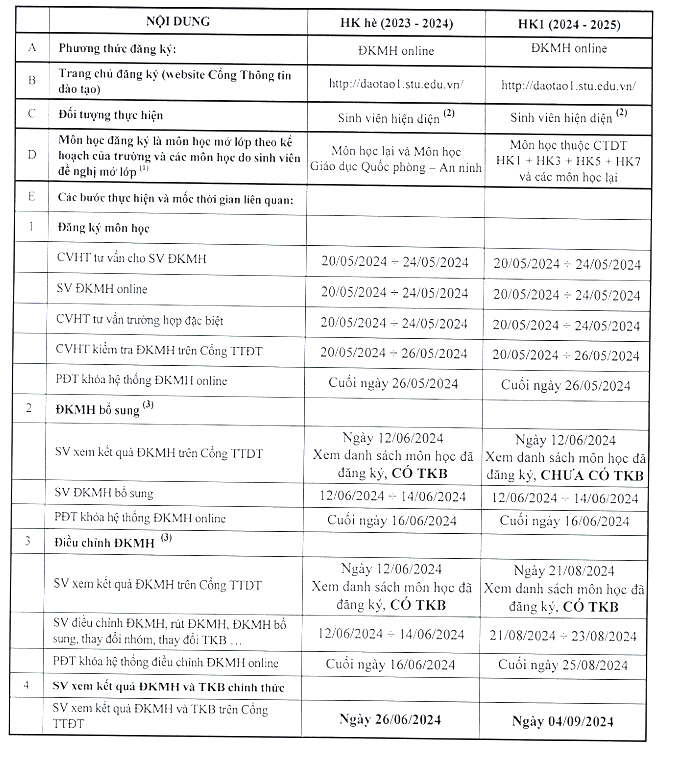 NỘI DUNG HK hè (2023 - 2024) HK1 (2024 - 2025)
A Phương thức đăng ký: ĐKMH online ĐKMH online
B Trang chủ đăng ký (website Cổng Thông tin
đào tạo) http://daotao1.stu.edu.vn/ http://daotao1.stu.edu.vn/
C Đối tượng thực hiện Sinh viên hiện diện (2) Sinh viên hiện diện (2)
D Môn học đăng ký là môn học mở lớp theo kế
hoạch của trường và các môn học do sinh viên
đề nghị mở lớp (1)
Môn học lại và Môn học
Giáo dục Quốc phòng – An ninh
Môn học thuộc CTĐT
HK1 + HK3 + HK5 + HK7
và các môn học lại
E Các bước thực hiện và mốc thời gian liên quan:
1 Đăng ký môn học
CVHT tư vấn cho SV ĐKMH 20/05/2024 ÷ 24/05/2024 20/05/2024 ÷ 24/05/2024
SV ĐKMH online 20/05/2024 ÷ 24/05/2024 20/05/2024 ÷ 24/05/2024
CVHT tư vấn trường hợp đặc biệt 20/05/2024 ÷ 24/05/2024 20/05/2024 ÷ 24/05/2024
CVHT kiểm tra ĐKMH trên Cổng TTĐT 20/05/2024 ÷ 26/05/2024 20/05/2024 ÷ 26/05/2024
PĐT khóa hệ thống ĐKMH online Cuối ngày 26/05/2024 Cuối ngày 26/05/2024
2 ĐKMH bổ sung (3)
SV xem kết quả ĐKMH trên Cổng TTĐT
Ngày 12/06/2024
Xem danh sách môn học đã
đăng ký, CÓ TKB
Ngày 12/06/2024
Xem danh sách môn học đã
đăng ký, CHƯA CÓ TKB
SV ĐKMH bổ sung 12/06/2024 ÷ 14/06/2024 12/06/2024 ÷ 14/06/2024
PĐT khóa hệ thống ĐKMH online Cuối ngày 16/06/2024 Cuối ngày 16/06/2024
3 Điều chỉnh ĐKMH (3)
SV xem kết quả ĐKMH trên Cổng TTĐT
Ngày 12/06/2024
Xem danh sách môn học đã
đăng ký, CÓ TKB
Ngày 21/08/2024
Xem danh sách môn học đã
đăng ký, CÓ TKB
SV điều chỉnh ĐKMH, rút ĐKMH, ĐKMH bổ
sung, thay đổi nhóm, thay đổi TKB … 12/06/2024 ÷ 14/06/2024 21/08/2024 ÷ 23/08/2024
PĐT khóa hệ thống điều chỉnh ĐKMH online Cuối ngày 16/06/2024 Cuối ngày 25/08/2024
4 SV xem kết quả ĐKMH và TKB chính thức
SV xem kết quả ĐKMH và TKB trên Cổng
TTĐT Ngày 26/06/2024 Ngày 04/09/2024